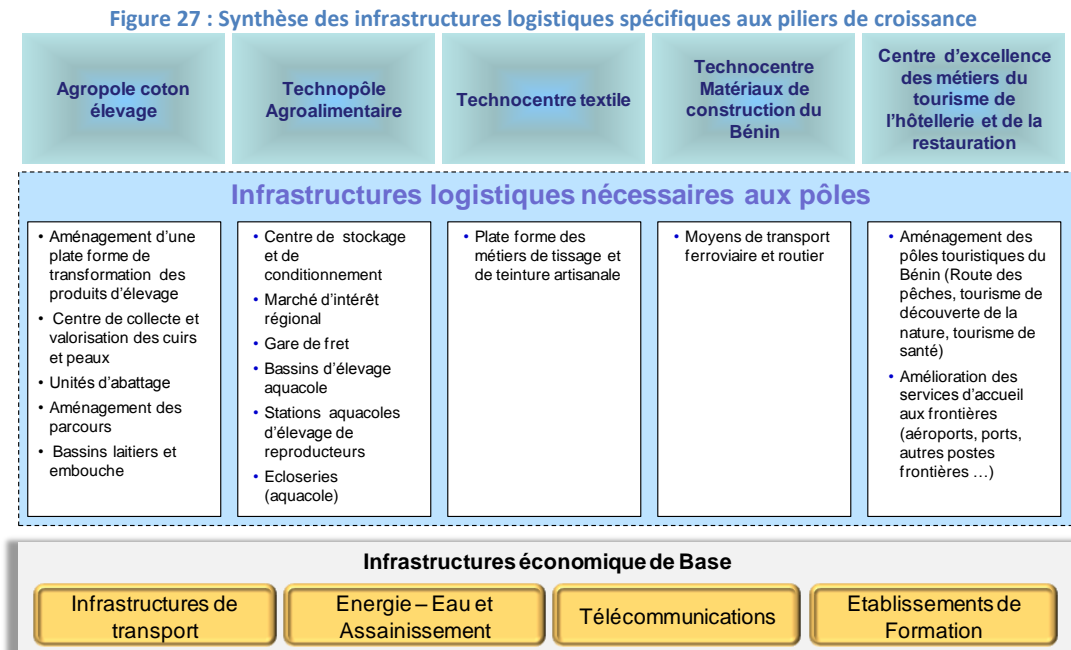 Figure 27 : Synthèse des infrastructures logistiques spécifiques aux piliers de croissance
Agropole coton
élevage
Technopôle
Agroalimentaire
Technocentre textile
Technocentre
Matériaux de
construction du
Bénin
Centre d'excellence
des métiers du
tourisme de
l'hôtellerie et de la
restauration
Infrastructures logistiques nécessaires aux pôles
• Aménagement d'une
plate forme de
transformation des
produits d'élevage
• Centre de collecte et
valorisation des cuirs
et peaux
• Unités d'abattage
• Aménagement des
parcours
• Bassins laitiers et
embouche
• Centre de stockage
et de
conditionnement
• Marché d'intérêt
régional
• Gare de fret
• Bassins d'élevage
aquacole
• Stations aquacoles
d'élevage de
reproducteurs
• Ecloseries
(aquacole)
• Plate forme des
métiers de tissage et
de teinture artisanale
• Moyens de transport
ferroviaire et routier
• Aménagement des
pôles touristiques du
Bénin (Route des
pêches, tourisme de
découverte de la
nature, tourisme de
santé)
• Amélioration des
services d'accueil
aux frontières
(aéroports, ports,
autres postes
frontières …)
Infrastructures économique de Base
Infrastructures de
transport
Energie – Eau et
Assainissement
Télécommunications
Etablissements de
Formation